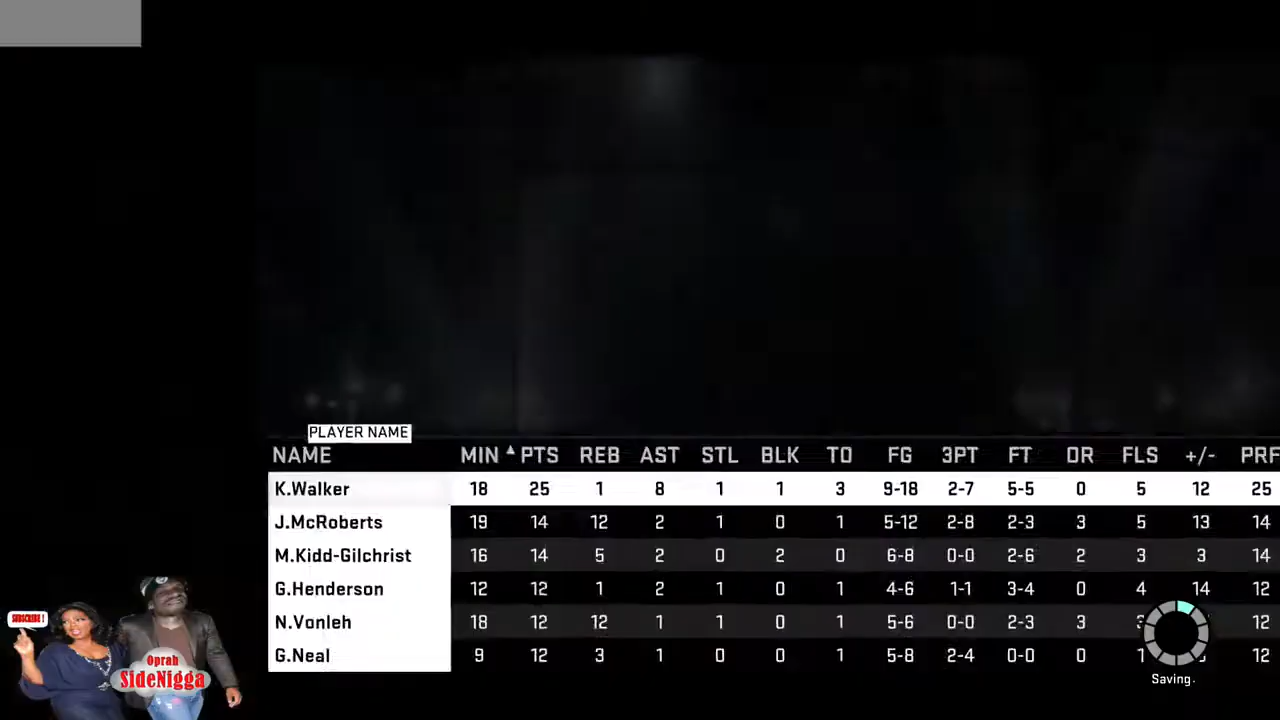 PLAYER NAME
NAME MIN PTS REB AST STL BLK TO FG 3PT FT OR FLS +/- PRF
K.Walker 18 25 1 8 1 1 3 9-18 2-7 5-5 0 5 12 25
J.McRoberts 19 14 12 2 1 0 1 5-12 2-8 2-3 3 5 13 14
M.Kidd-Gilchrist 16 14 5 2 0 2 0 6-8 0-0 2-6 2 3 3 14
G.Henderson 12 12 1 2 1 0 1 4-6 1-1 3-4 0 4 14 12
N.Vonleh 18 12 12 1 1 0 1 5-6 0-0 2-3 3 12
G.Neal 9 12 3 1 0 0 1 5-8 2-4 0-0 0 1 12
Saving.
SUBSCRIBE !
Oprah
SideNigga